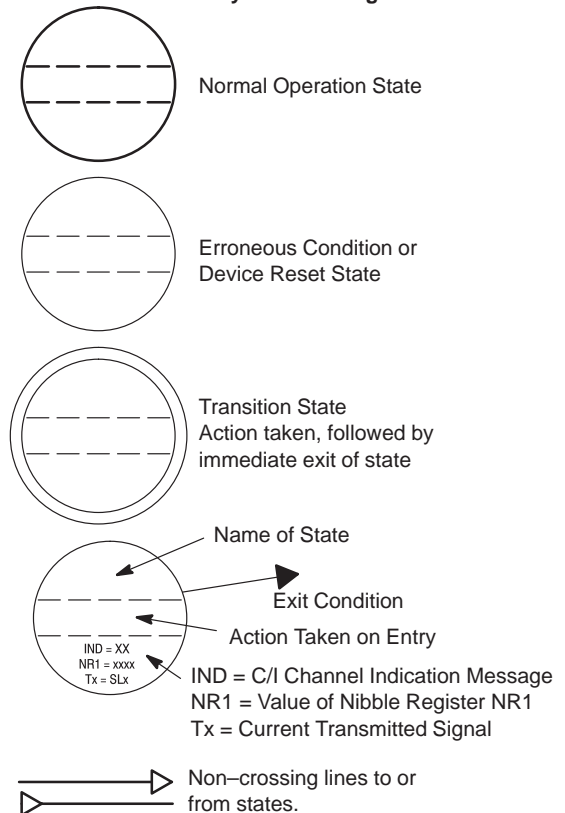 Normal Operation State
Erroneous Condition or
Device Reset State
Transition State
Action taken, followed by
immediate exit of state
Name of State
Exit Condition
Action Taken on Entry
IND = XX
NR1 = xxxx
Tx = SLx
IND = C/I Channel Indication Message
NR1 = Value of Nibble Register NR1
Tx = Current Transmitted Signal
Non–crossing lines to or
from states.